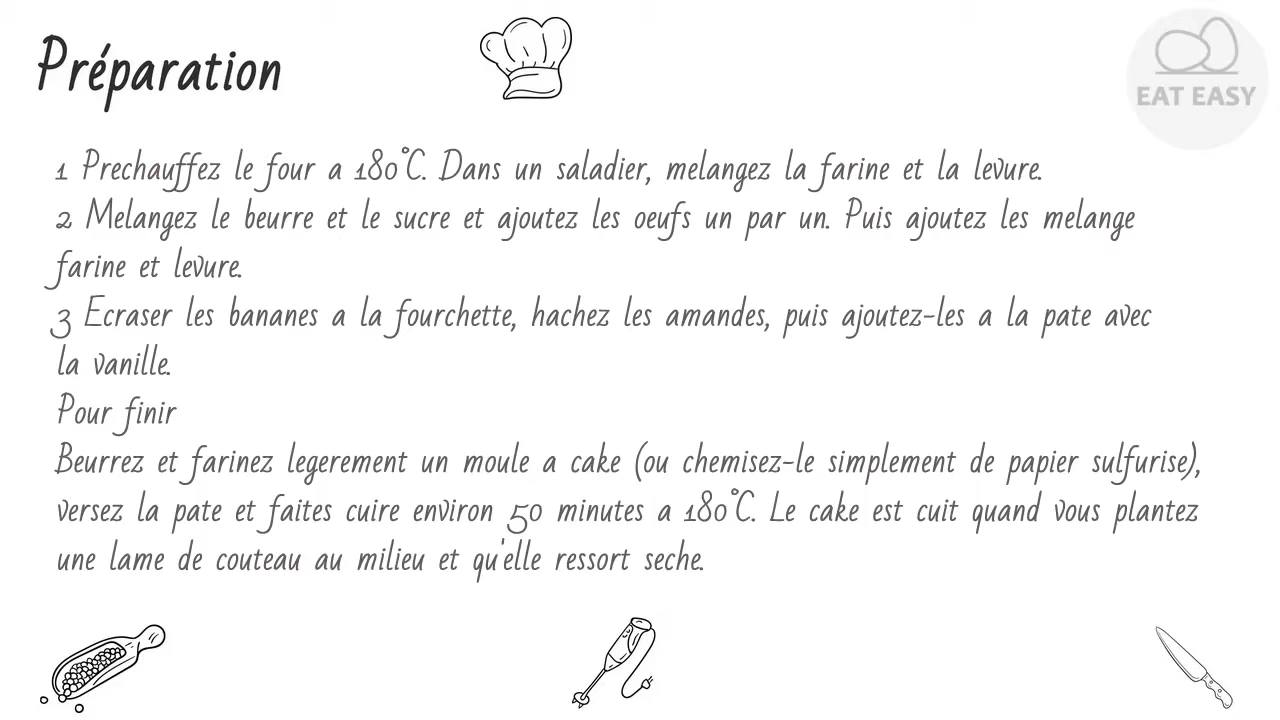 Préparation
EAT EASY
1 Prechauffez le four a 180°C. Dans un saladier, melangez la farine et la levure.
2 Melangez le beurre et le sucre et ajoutez les oeufs un par un. Puis ajoutez les melange
farine et levure.
3 Ecraser les bananes a la fourchette, hachez les amandes, puis ajoutez-les a la pate avec
la vanille.
Pour finir
Beurrez et farinez legerement un moule a cake (ou chemisez-le simplement de papier sulfurise),
versez la pate et faites cuire environ 50 minutes a 180°C. Le cake est cuit quand vous plantez
une lame de couteau au milieu et qu'elle ressort seche.